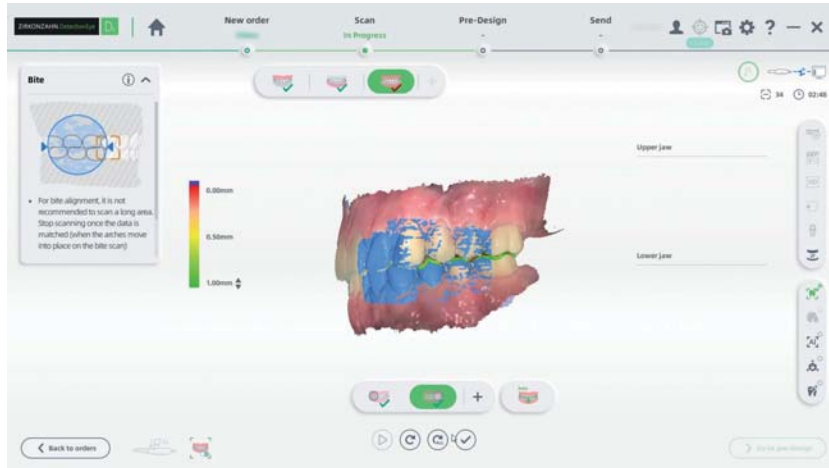 ZIRKONZAHN.Detection Eye
New order
Scan
In Progress
Pre-Design
-
Send
-
Bite
34
02:48
For bite alignment, it is not
recommended to scan a long area.
Stop scanning once the data is
matched (when the arches move
into place on the bite scan)
0.00mm
0.50mm
1.00mm
Upper jaw
Lower jaw
Back to orders